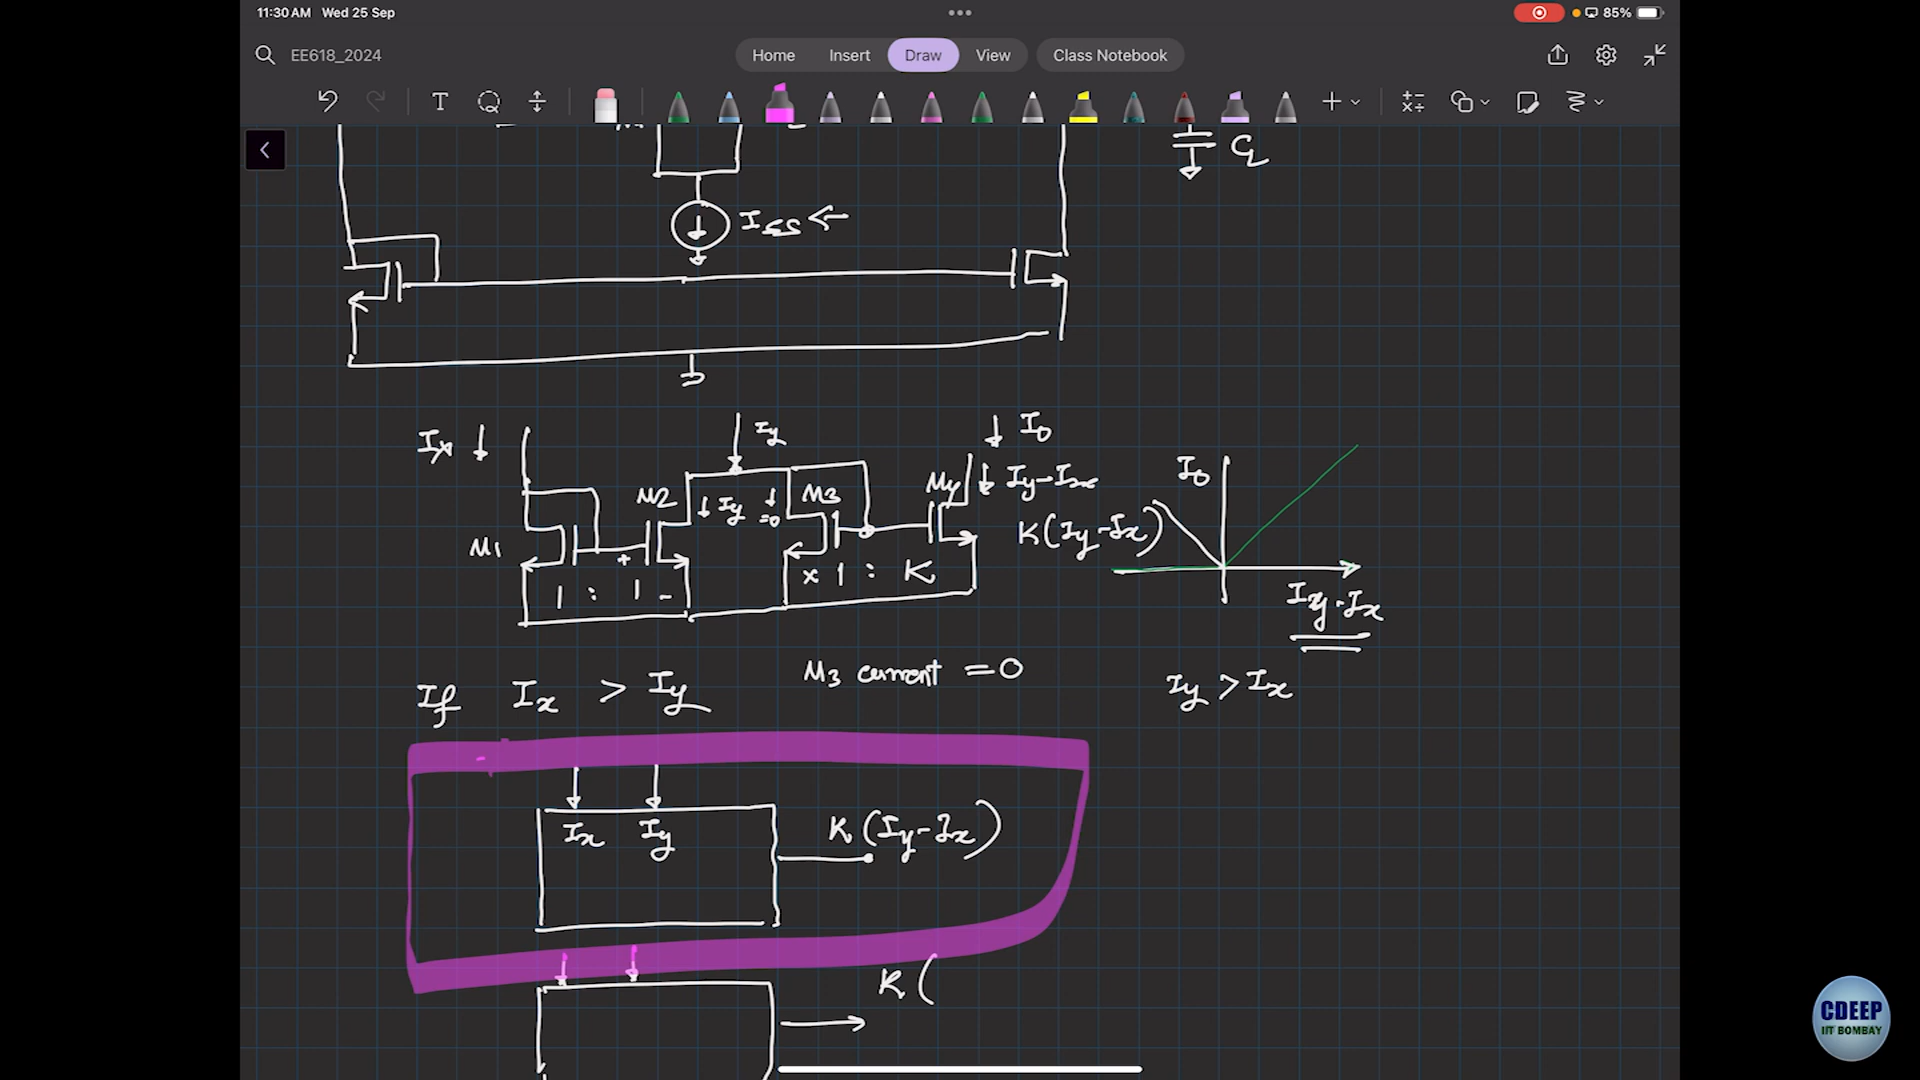 11:30 AM Wed 25 Sep
85%
EE618_2024
Home Insert Draw View Class Notebook
T
CL
ISS
Ix
Iy
Io
M2
M3
M4
Iy-Ix
Io
Iy
=0
K(Iy-Ix)
M1
+
1 : 1 -
x 1 : K
Iy-Ix
If Ix > Iy
M3 current =0
Iy > Ix
Ix Iy
K(Iy-Ix)
K(
CDEEP
IIT BOMBAY